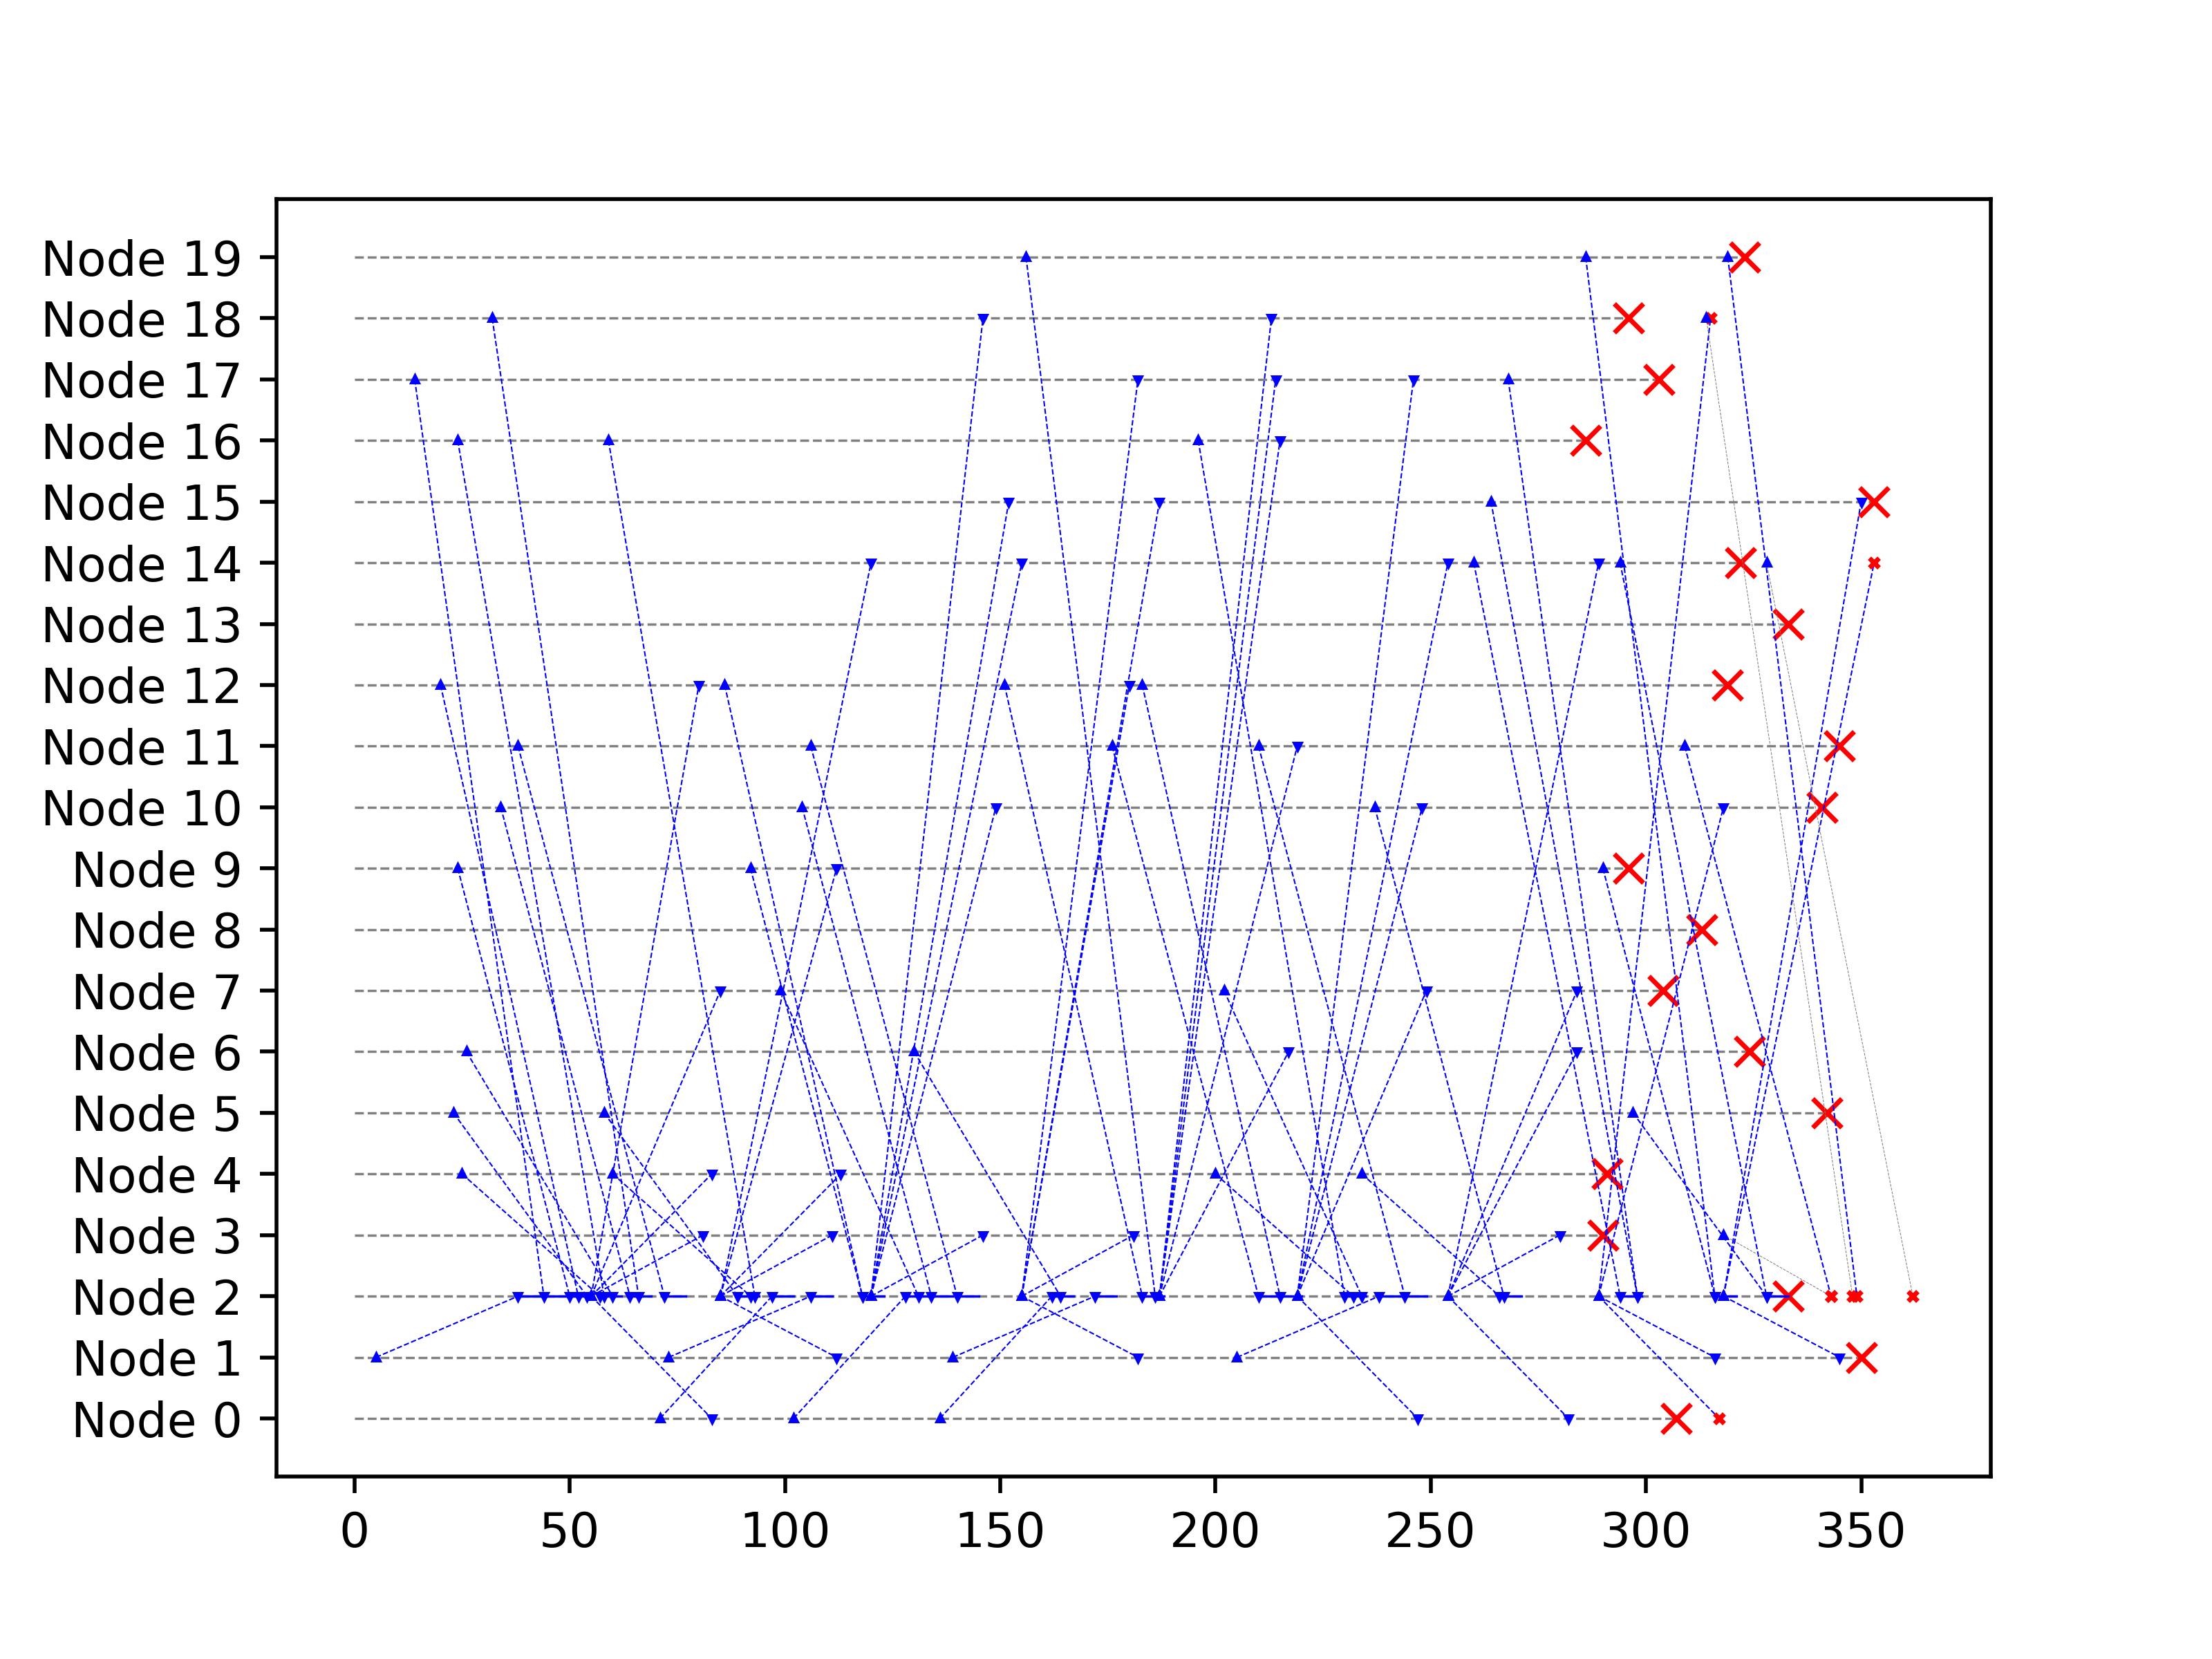 Node 19
Node 18
Node 17
Node 16
Node 15
Node 14
Node 13
Node 12
Node 11
Node 10
Node 9
Node 8
Node 7
Node 6
Node 5
Node 4
Node 3
Node 2
Node 1
Node 0
0 50 100 150 200 250 300 350